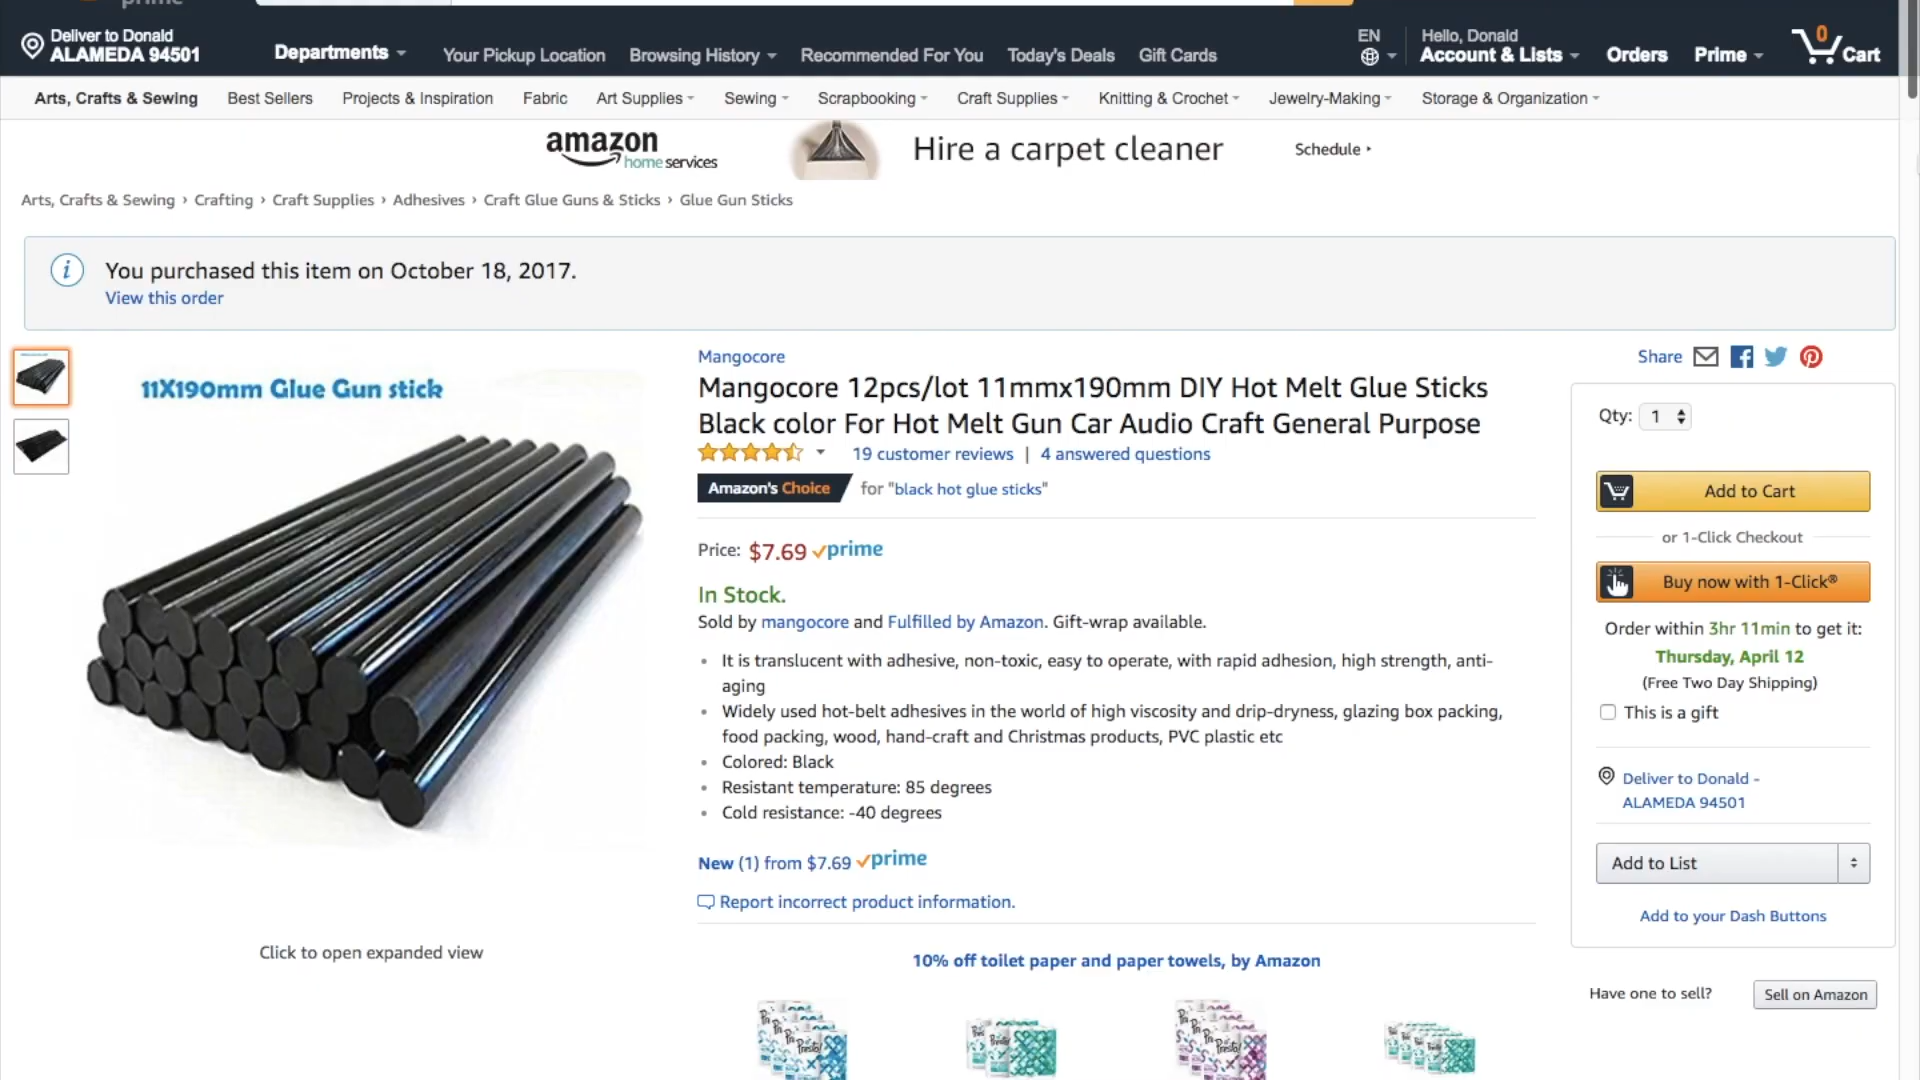 prime
Deliver to Donald
ALAMEDA 94501
Departments
Your Pickup Location
Browsing History
Recommended For You
Today's Deals
Gift Cards
EN
Hello, Donald
Account & Lists
Orders
Prime
0
Cart
Arts, Crafts & Sewing
Best Sellers
Projects & Inspiration
Fabric
Art Supplies
Sewing
Scrapbooking
Craft Supplies
Knitting & Crochet
Jewelry-Making
Storage & Organization
amazon
home services
Hire a carpet cleaner
Schedule
Arts, Crafts & Sewing › Crafting › Craft Supplies › Adhesives › Craft Glue Guns & Sticks › Glue Gun Sticks
i
You purchased this item on October 18, 2017.
View this order
11X190mm Glue Gun stick
Click to open expanded view
Mangocore
Mangocore 12pcs/lot 11mmx190mm DIY Hot Melt Glue Sticks
Black color For Hot Melt Gun Car Audio Craft General Purpose
19 customer reviews | 4 answered questions
Amazon's Choice for "black hot glue sticks"
Price: $7.69 prime
In Stock.
Sold by mangocore and Fulfilled by Amazon. Gift-wrap available.
• It is translucent with adhesive, non-toxic, easy to operate, with rapid adhesion, high strength, anti-
aging
• Widely used hot-belt adhesives in the world of high viscosity and drip-dryness, glazing box packing,
food packing, wood, hand-craft and Christmas products, PVC plastic etc
• Colored: Black
• Resistant temperature: 85 degrees
• Cold resistance: -40 degrees
New (1) from $7.69 prime
Report incorrect product information.
10% off toilet paper and paper towels, by Amazon
Presto!
Presto!
Presto!
Share
Qty: 1
Add to Cart
or 1-Click Checkout
Buy now with 1-Click®
Order within 3hr 11min to get it:
Thursday, April 12
(Free Two Day Shipping)
This is a gift
Deliver to Donald -
ALAMEDA 94501
Add to List
Add to your Dash Buttons
Have one to sell?
Sell on Amazon